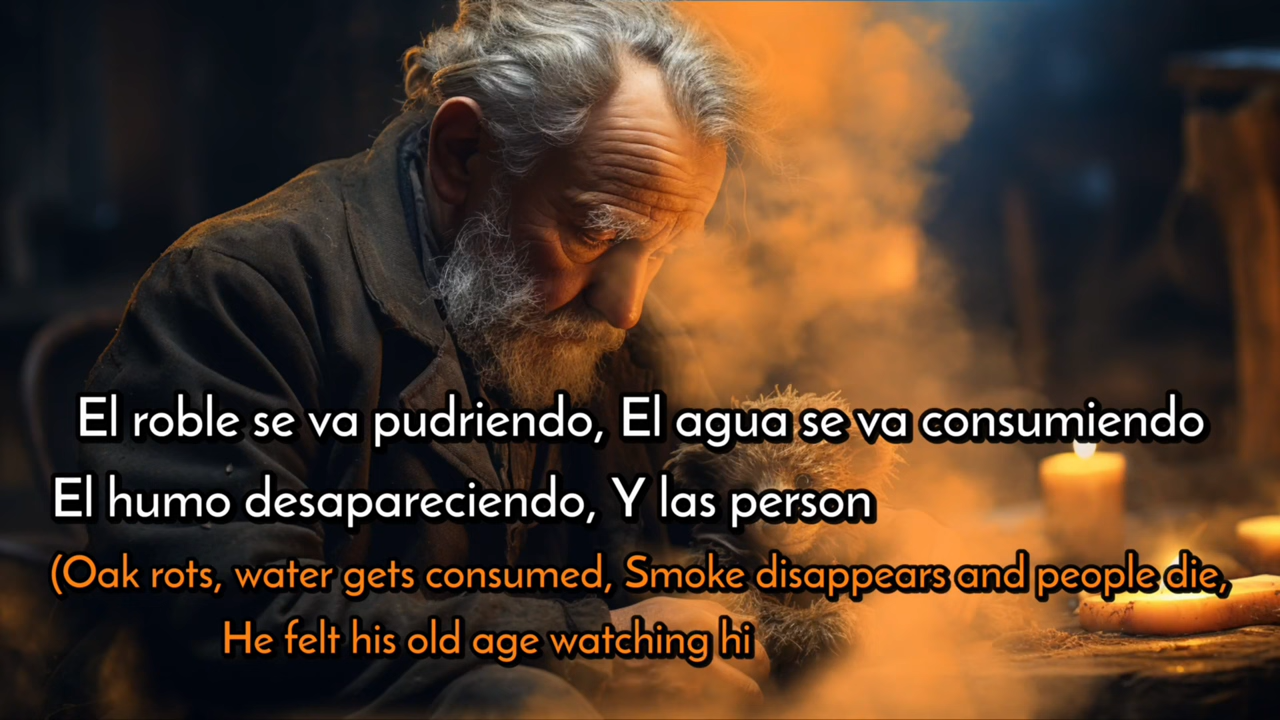 El roble se va pudriendo, El agua se va consumiendo
El humo desapareciendo, Y las person
(Oak rots, water gets consumed, Smoke disappears and people die,
He felt his old age watching hi